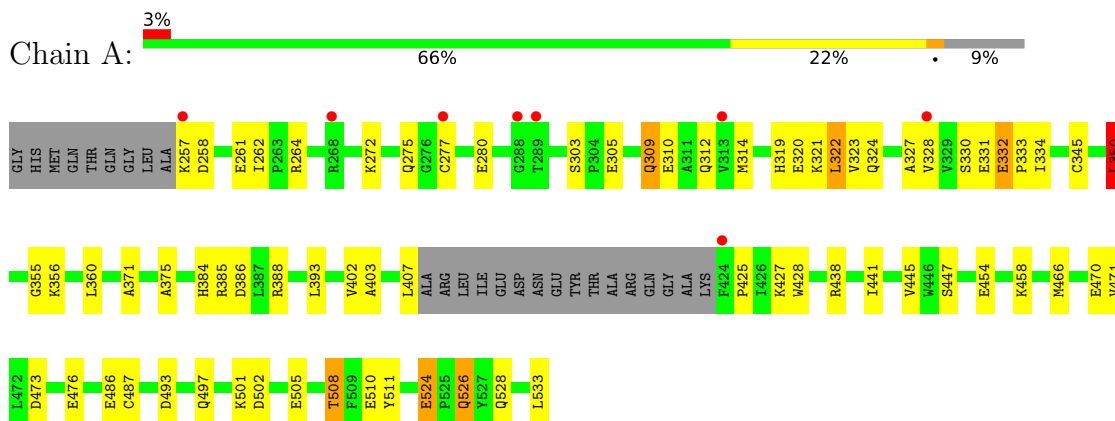 3%
Chain A:
66% 22% • 9%
GLY HIS MET GLN THR GLN GLY LEU ALA K257 D258 E261 I262 P263 R264 R268 K272 Q275 G276 C277 E280 G288 T289 S303 P304 E305 Q309 E310 A311 Q312 V313 M314 H319 E320 K321 L322 V323 Q324 A327 V328 V329 S330 E331 E332 P333 I334 C345 L350
G355 K356 L360 A371 A375 H384 R385 D386 L387 R388 L393 V402 A403 L407 ALA ARG LEU ILE GLU ASP ASN GLU TYR THR ALA ARG GLN GLY ALA LYS F424 P425 I426 K427 W428 R438 I441 V445 W446 S447 E454 K458 M466 E470 V471
L472 D473 E476 E486 C487 D493 Q497 K501 D502 E505 T508 F509 E510 Y511 E524 P525 Q526 Y527 Q528 L533